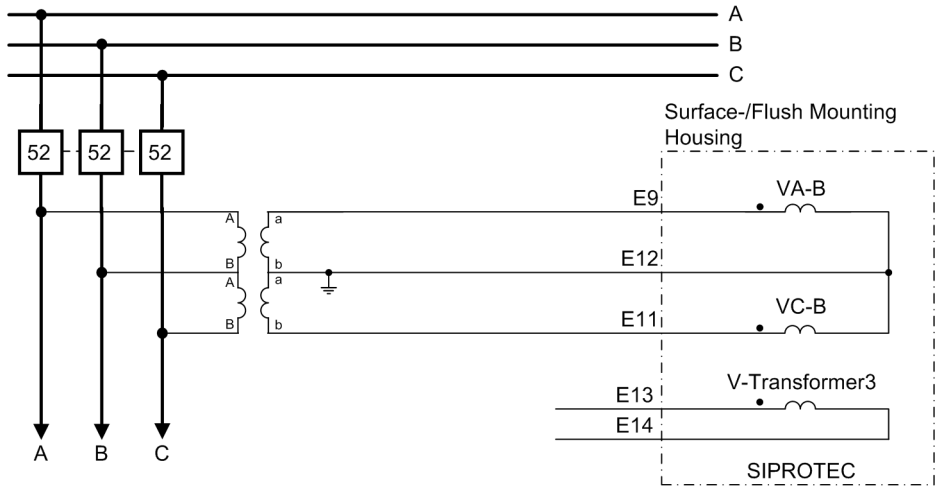 A
B
C
Surface-/Flush Mounting
Housing
52 52 52
VA-B
E9
A a
E12
B b
A a
VC-B
E11
B b
V-Transformer3
E13
E14
A B C
SIPROTEC